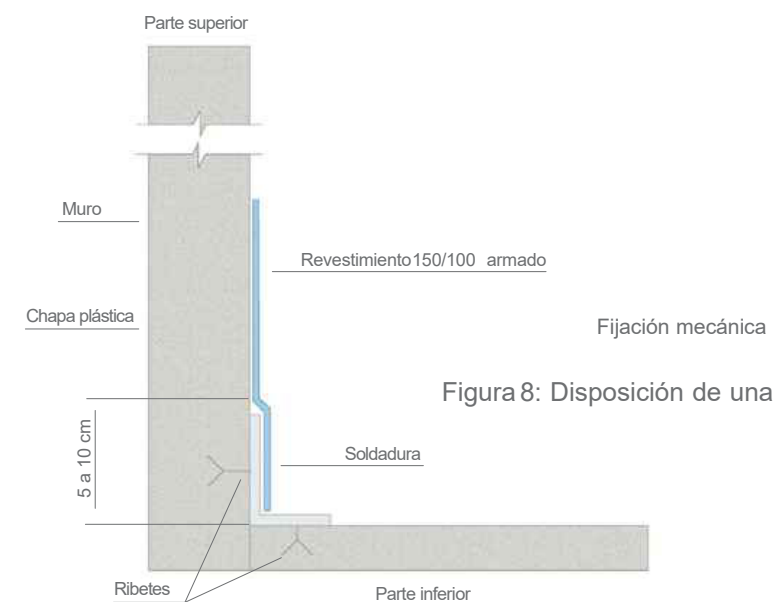 Parte superior
Muro
Revestimiento 150/100 armado
Chapa plástica
Fijación mecánica
Figura 8: Disposición de una
5 a 10 cm
Soldadura
Ribetes
Parte inferior